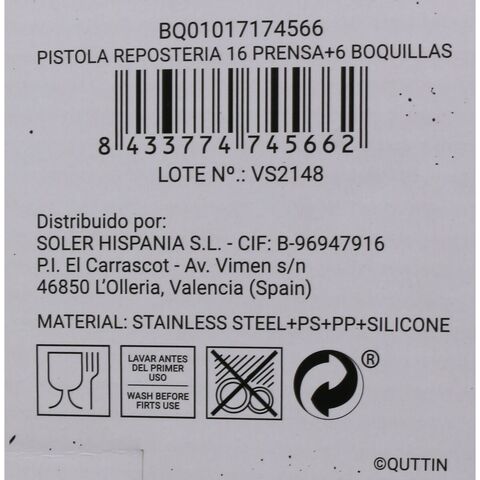 BQ01017174566
PISTOLA REPOSTERIA 16 PRENSA+6 BOQUILLAS
8 433774 745662
LOTE Nº.: VS2148
Distribuido por:
SOLER HISPANIA S.L. - CIF: B-96947916
P.I. El Carrascot - Av. Vimen s/n
46850 L'Olleria, Valencia (Spain)
MATERIAL: STAINLESS STEEL+PS+PP+SILICONE
LAVAR ANTES
DEL PRIMER
USO
WASH BEFORE
FIRTS USE
®
©QUTTIN